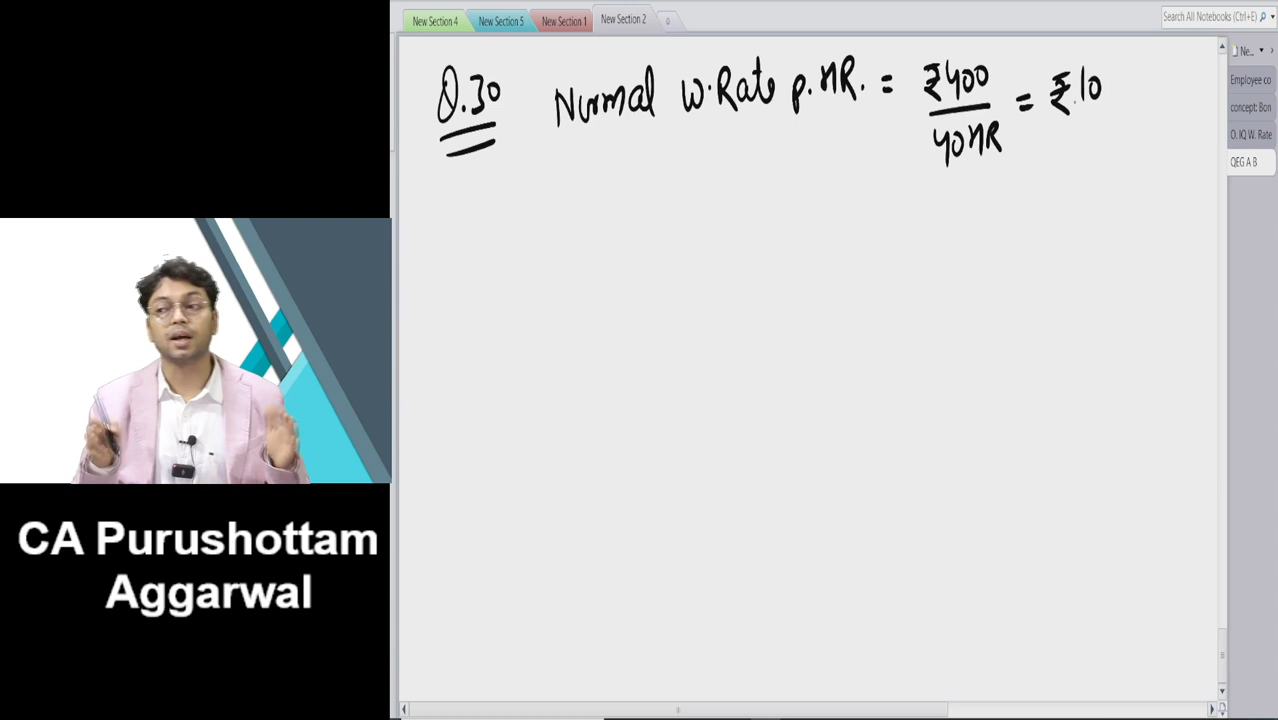 New Section 4 New Section 5 New Section 1 New Section 2
Search All Notebooks (Ctrl+E)
Ne...
Employee co
concept: Bon
O. IQ W. Rate
QEG A B
Q.30 Normal W.Rate p.HR. = ₹400 / 40HR = ₹10
CA Purushottam
Aggarwal